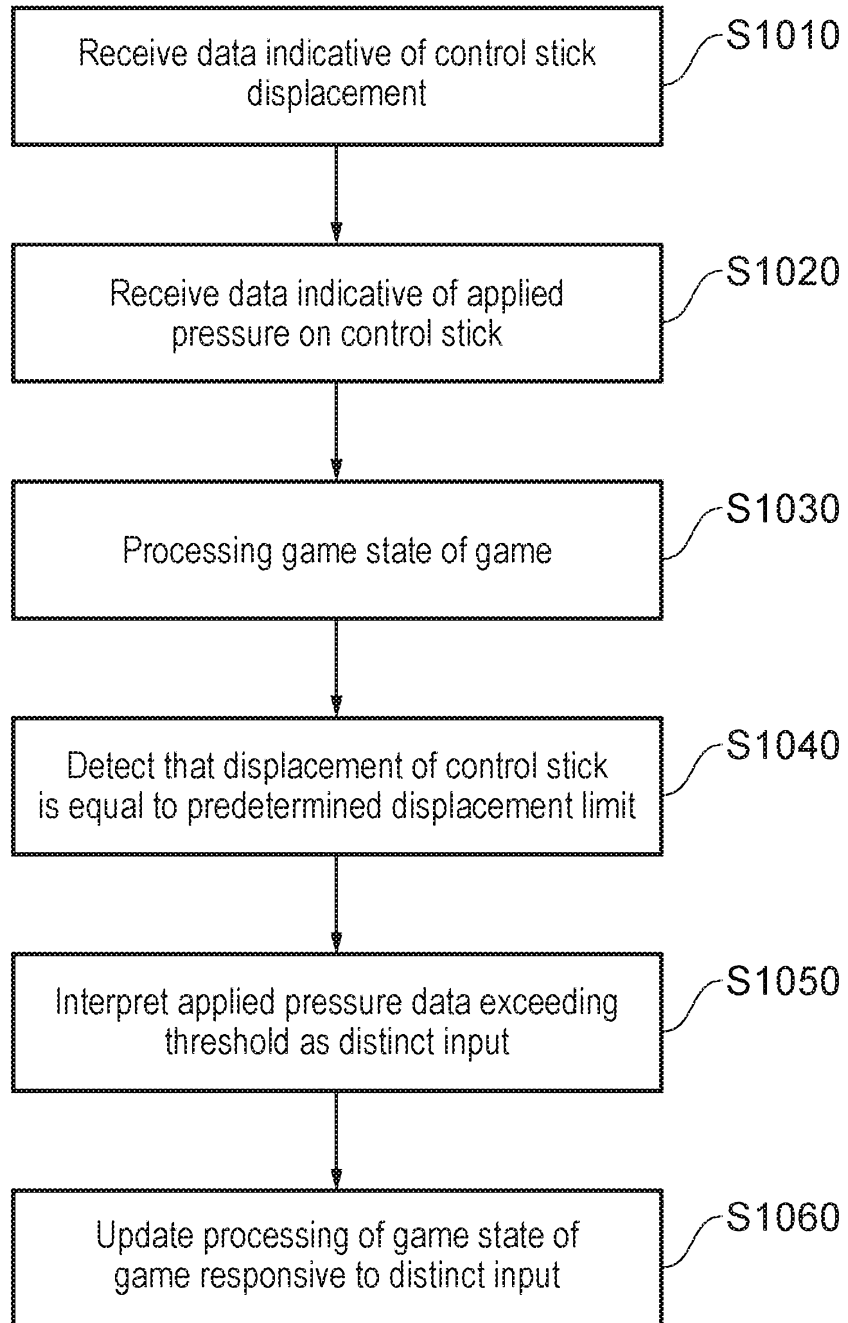 Receive data indicative of control stick
displacement
S1010
Receive data indicative of applied
pressure on control stick
S1020
Processing game state of game
S1030
Detect that displacement of control stick
is equal to predetermined displacement limit
S1040
Interpret applied pressure data exceeding
threshold as distinct input
S1050
Update processing of game state of
game responsive to distinct input
S1060